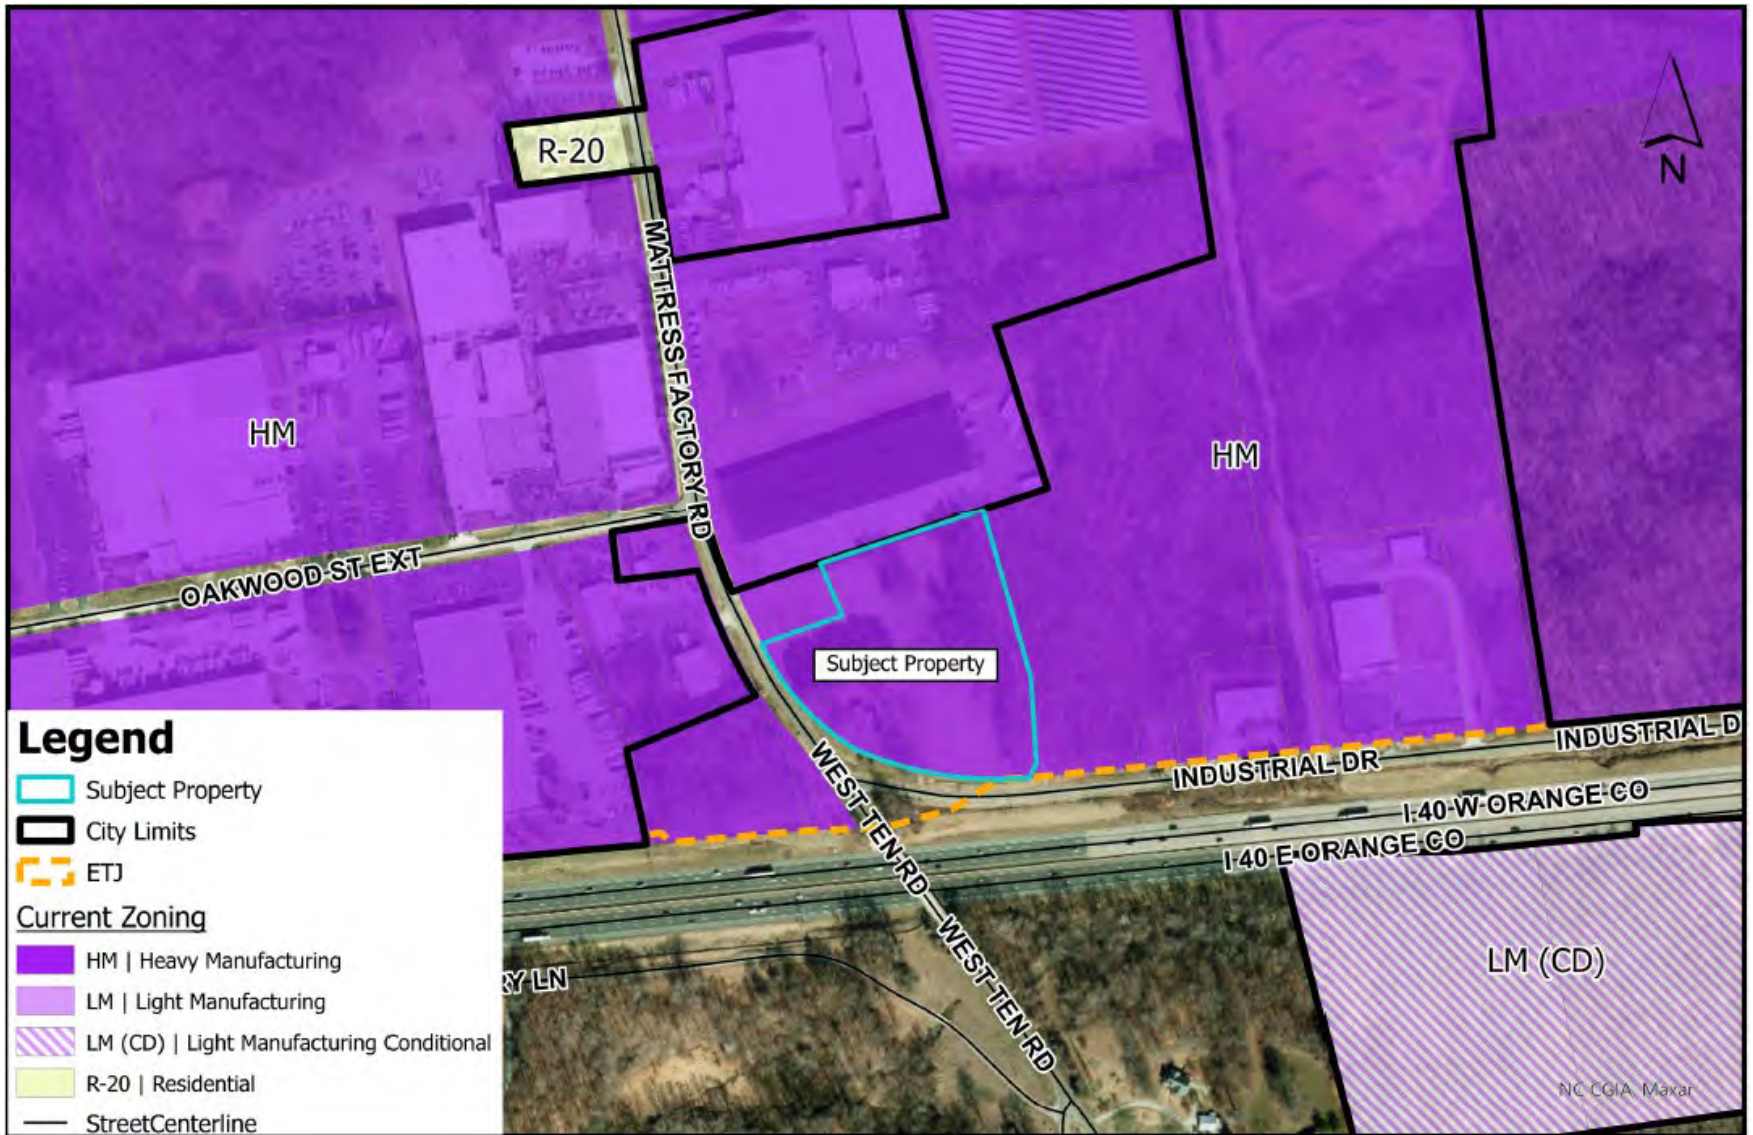 R-20
N
MATTRESS FACTORY RD
HM
HM
OAKWOOD ST EXT
Subject Property
INDUSTRIAL D
INDUSTRIAL DR
WEST TEN RD
I 40 W ORANGE CO
I 40 E ORANGE CO
WEST TEN RD
RY LN
LM (CD)
NC CGIA, Maxar
Legend
Subject Property
City Limits
ETJ
Current Zoning
HM | Heavy Manufacturing
LM | Light Manufacturing
LM (CD) | Light Manufacturing Conditional
R-20 | Residential
StreetCenterline